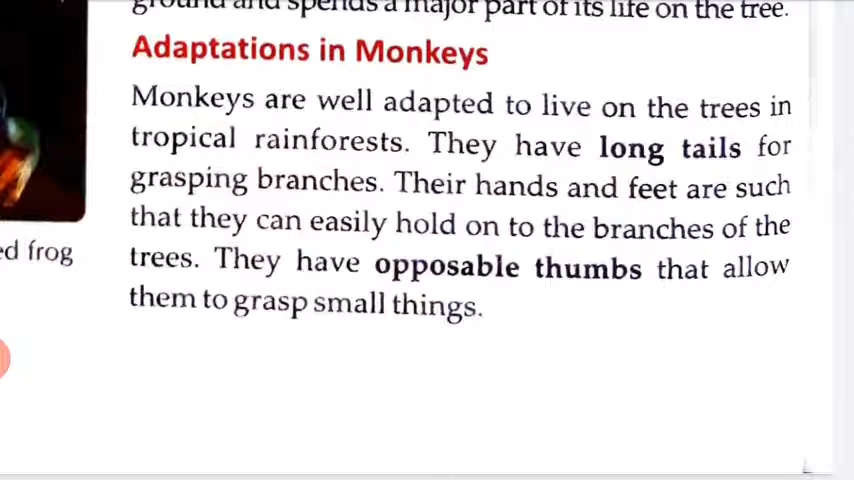 ground and spends a major part of its life on the tree.
Adaptations in Monkeys
Monkeys are well adapted to live on the trees in
tropical rainforests. They have long tails for
grasping branches. Their hands and feet are such
that they can easily hold on to the branches of the
ed frog
trees. They have opposable thumbs that allow
them to grasp small things.